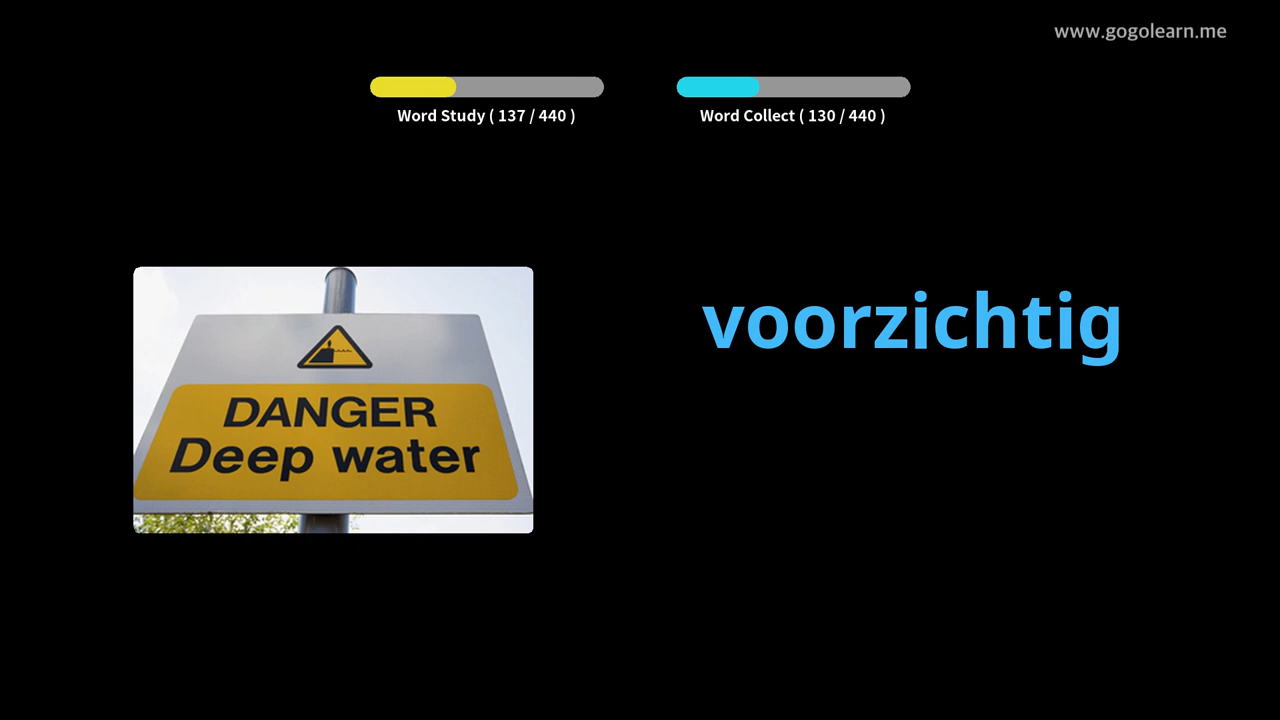 www.gogolearn.me
Word Study ( 137 / 440 )
Word Collect ( 130 / 440 )
voorzichtig
DANGER
Deep water